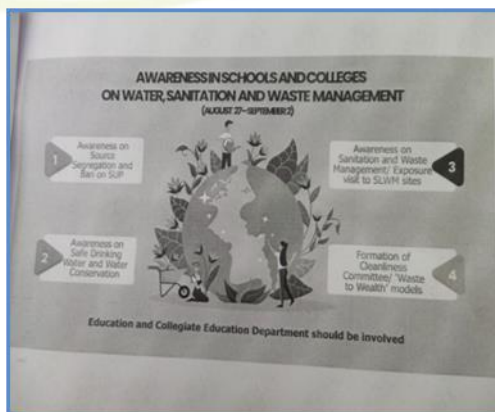 AWARENESS IN SCHOOLS AND COLLEGES
ON WATER, SANITATION AND WASTE MANAGEMENT
(AUGUST 27-SEPTEMBER 2)
1
Awareness on
Source
Segregation and
Ban on SUP
2
Awareness on
Safe Drinking
Water and Water
Conservation
Awareness on
Sanitation and Waste
Management/ Exposure
visit to SLWM sites
3
Formation of
Cleanliness
Committee/ 'Waste
to Wealth' models
4
Education and Collegiate Education Department should be involved